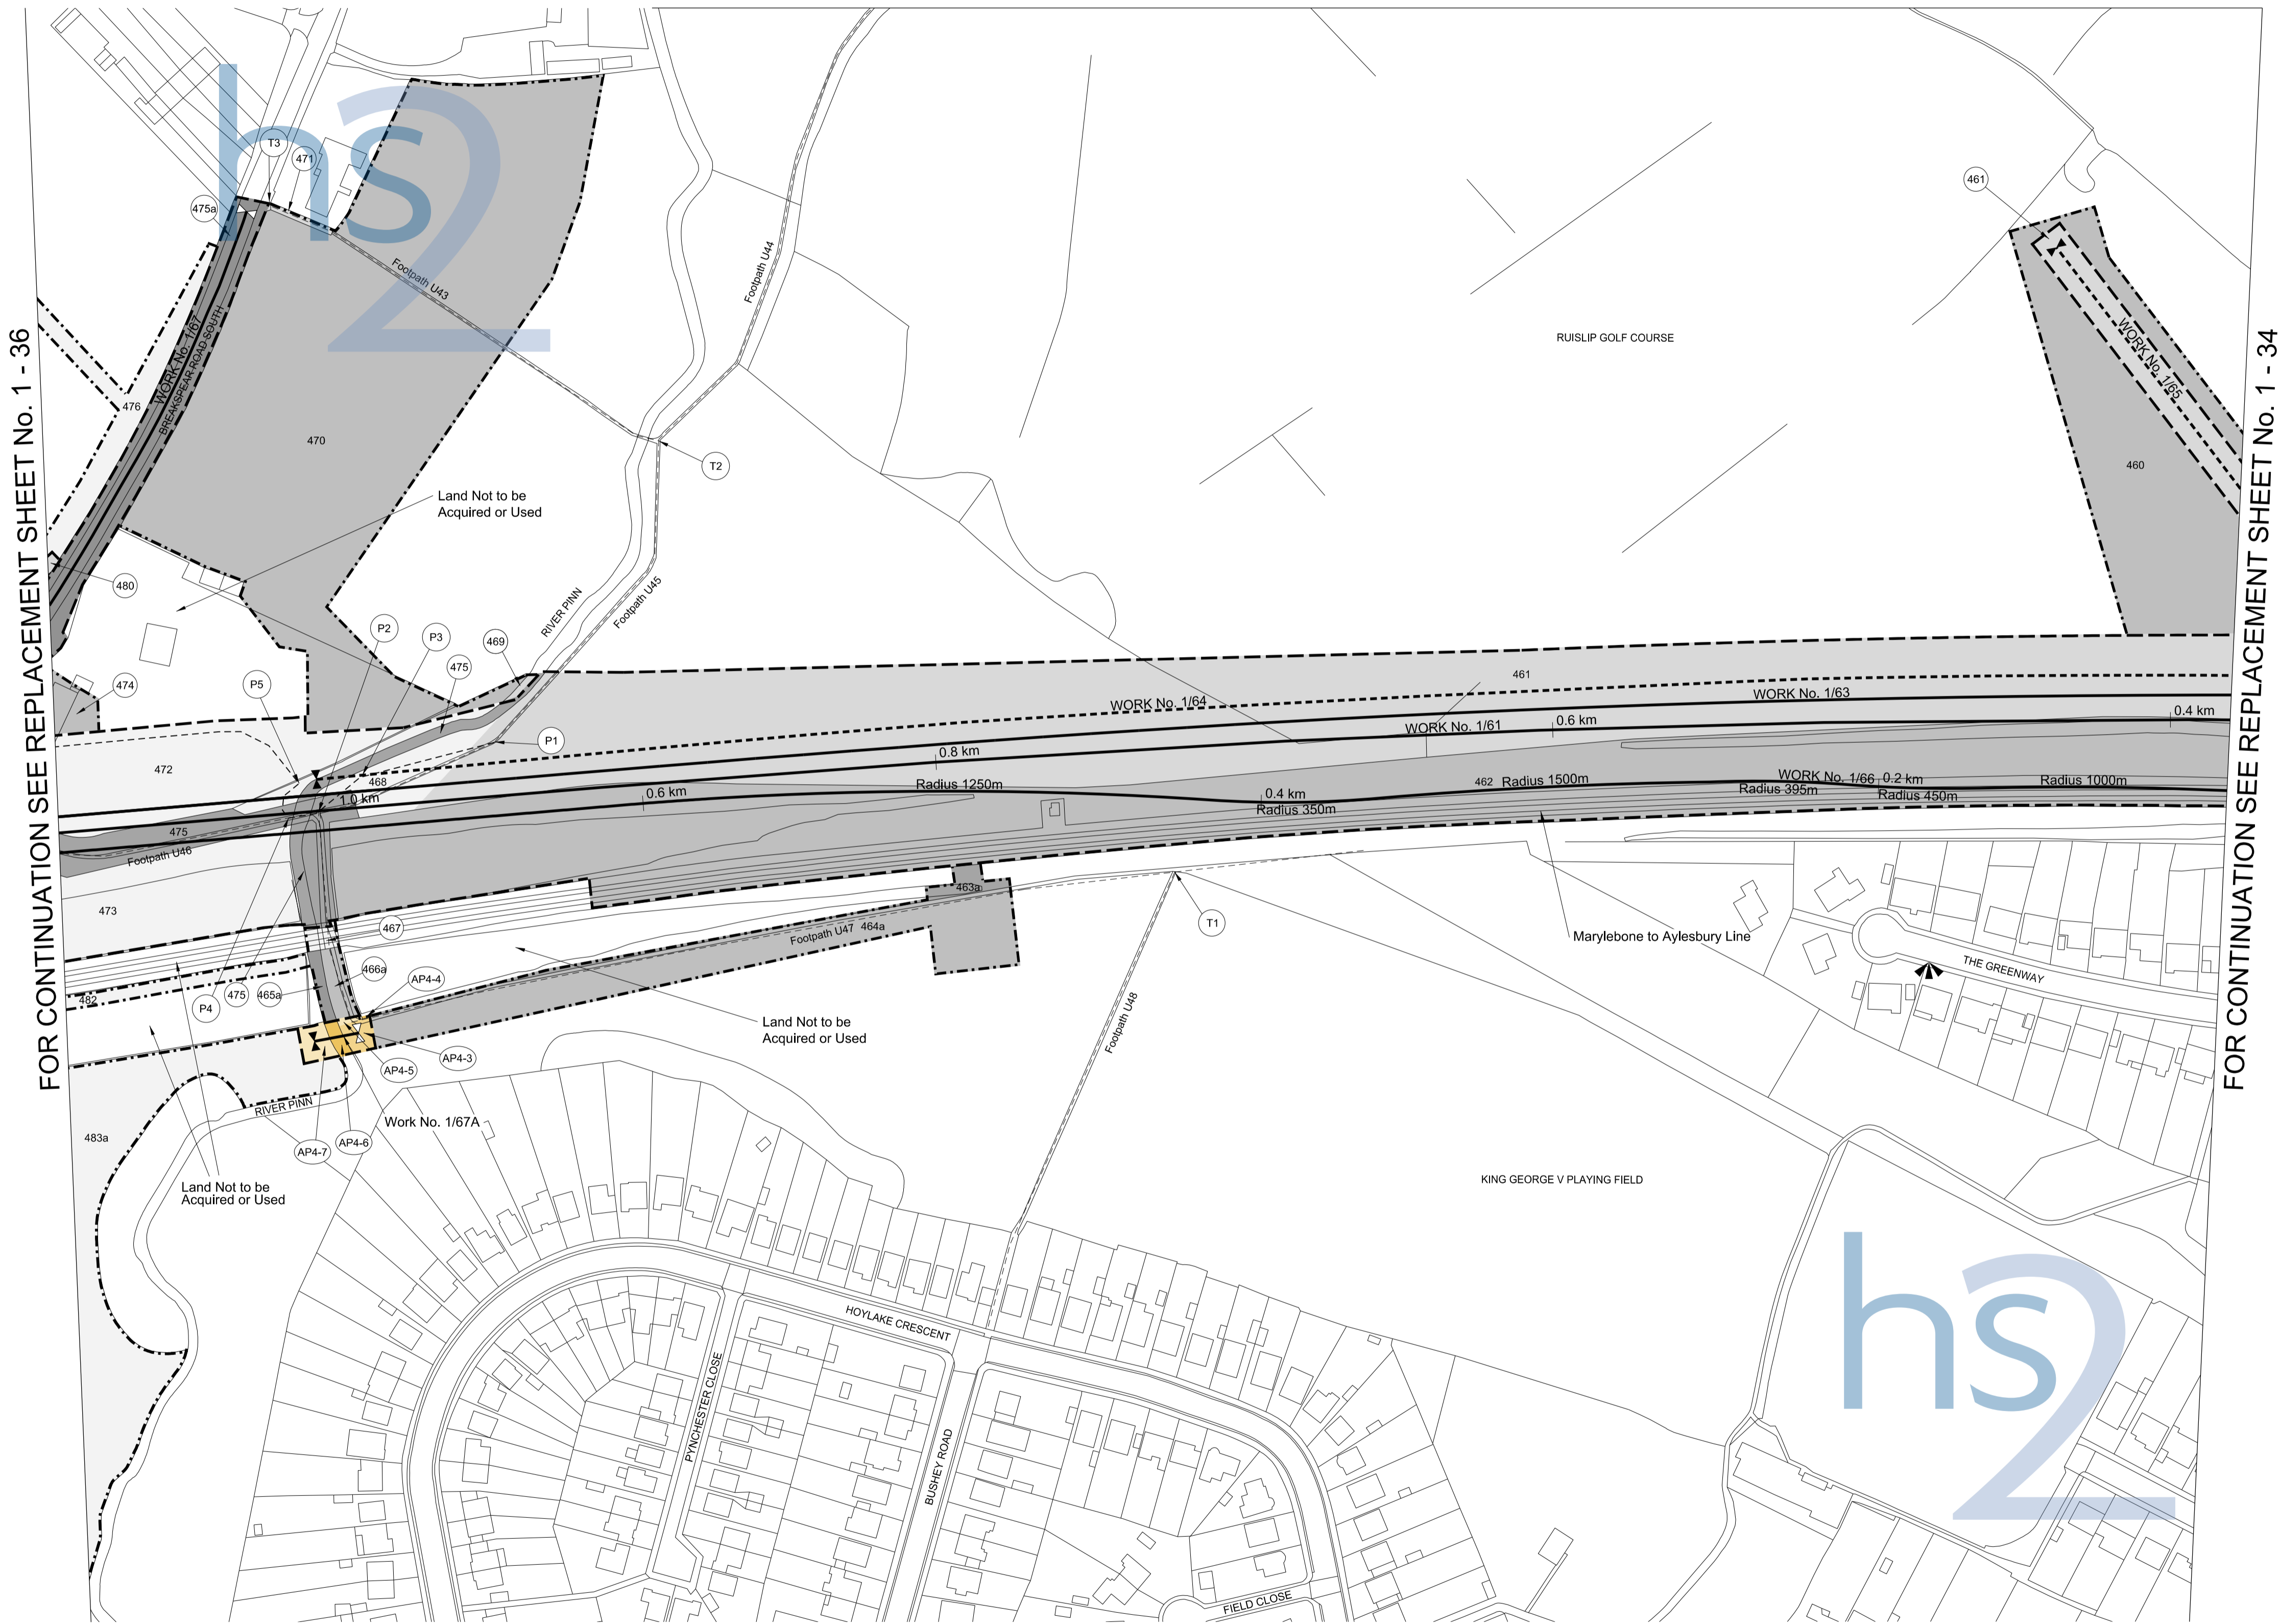 FOR CONTINUATION SEE REPLACEMENT SHEET No. 1 - 36
FOR CONTINUATION SEE REPLACEMENT SHEET No. 1 - 34
hs2
T3
471
475a
461
Footpath U43
Footpath U44
WORK No. 1/67
BREAKSPEAR ROAD SOUTH
476
470
RUISLIP GOLF COURSE
WORK No. 1/65
460
T2
Land Not to be
Acquired or Used
480
RIVER PINN
Footpath U45
P2
P3
469
475
474
P5
461
WORK No. 1/64
WORK No. 1/63
0.4 km
P1
WORK No. 1/61
0.6 km
0.8 km
472
468
1.0 km
0.6 km
Radius 1250m
0.4 km
Radius 350m
462
Radius 1500m
WORK No. 1/66
0.2 km
Radius 395m
Radius 450m
Radius 1000m
475
Footpath U46
473
463a
467
Footpath U47
464a
T1
Marylebone to Aylesbury Line
THE GREENWAY
466a
AP4-4
482
P4
475
465a
Land Not to be
Acquired or Used
Footpath U48
AP4-3
AP4-5
RIVER PINN
Work No. 1/67A
483a
AP4-7
AP4-6
Land Not to be
Acquired or Used
KING GEORGE V PLAYING FIELD
hs2
HOYLAKE CRESCENT
PYNCHESTER CLOSE
BUSHEY ROAD
FIELD CLOSE